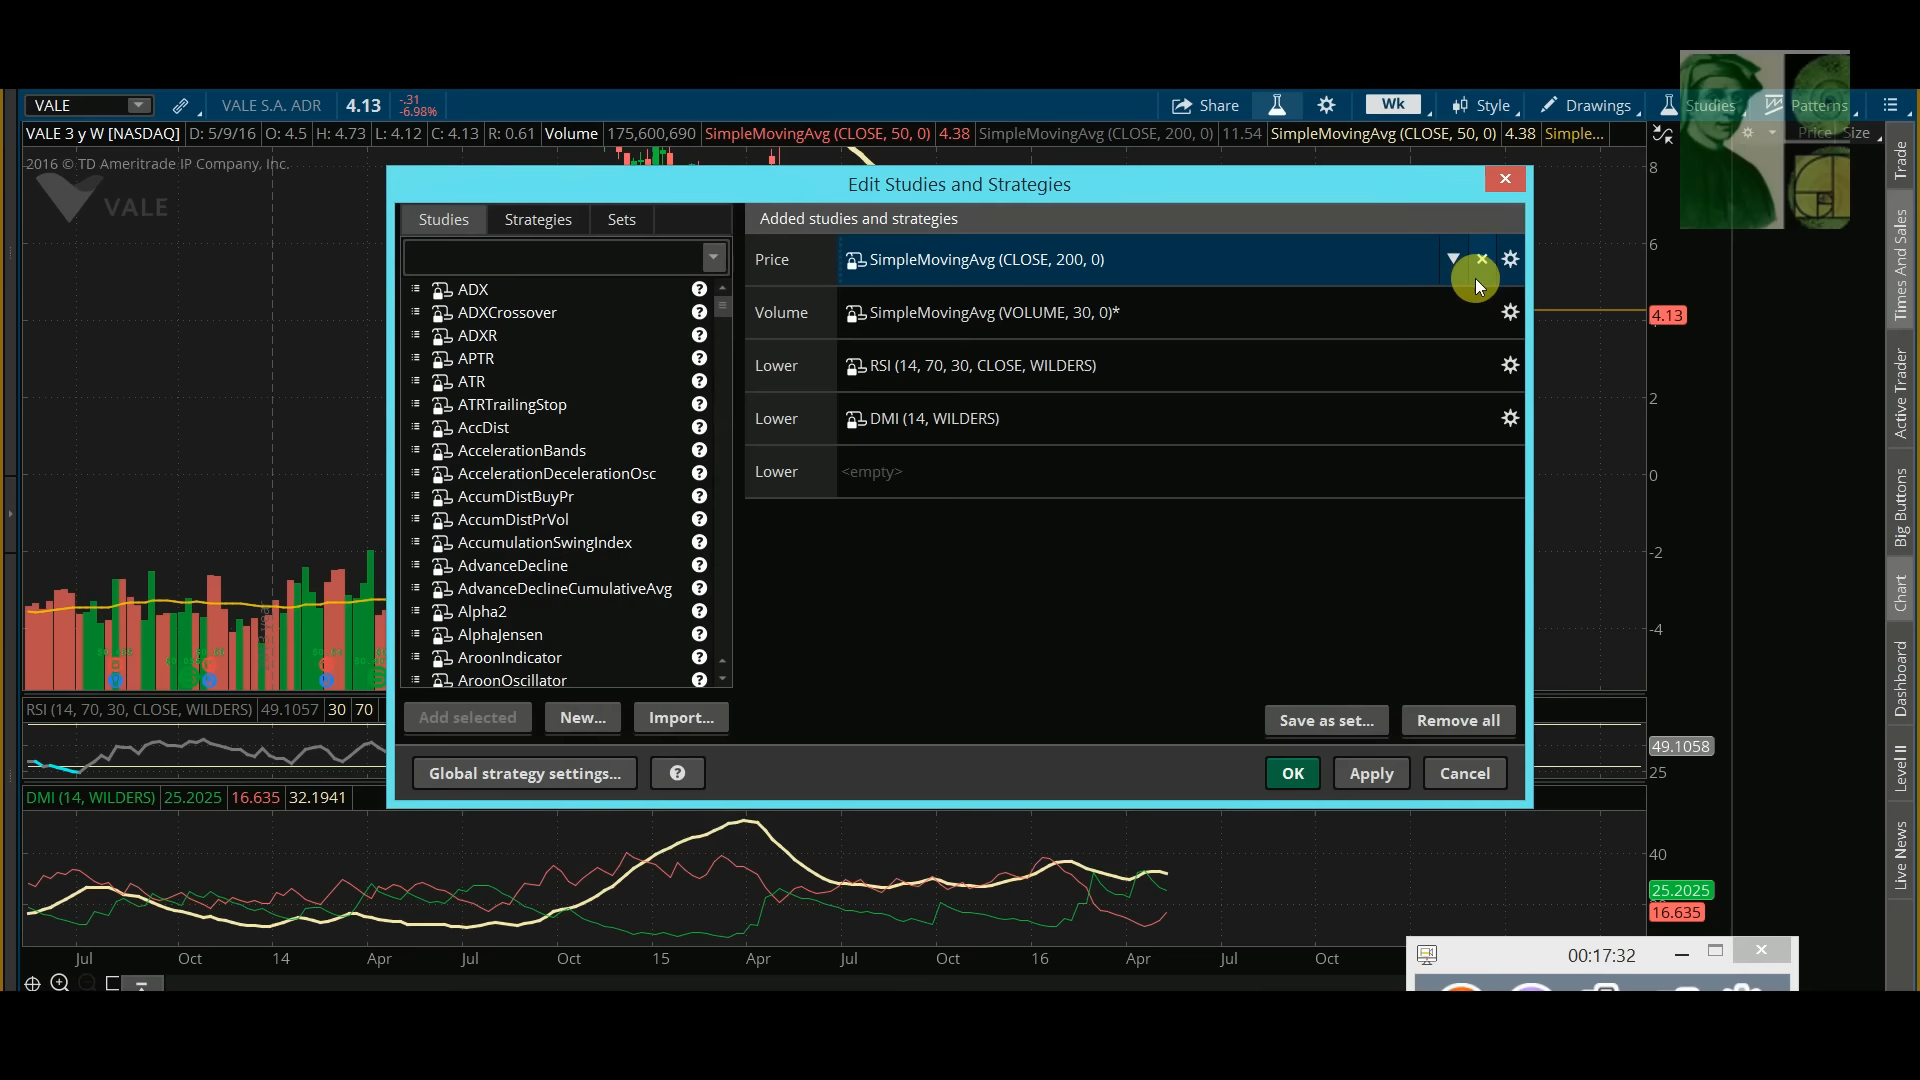 VALE
VALE S.A. ADR
4.13
-.31
-6.98%
Share
Wk
Style
Drawings
Studies
Patterns
VALE 3 y W [NASDAQ] D: 5/9/16 O: 4.5 H: 4.73 L: 4.12 C: 4.13 R: 0.61 Volume 175,600,690 SimpleMovingAvg (CLOSE, 50, 0) 4.38 SimpleMovingAvg (CLOSE, 200, 0) 11.54 SimpleMovingAvg (CLOSE, 50, 0) 4.38 Simple...
Price Size
2016 © TD Ameritrade IP Company, Inc.
VALE
Edit Studies and Strategies
Studies
Strategies
Sets
Added studies and strategies
Price SimpleMovingAvg (CLOSE, 200, 0)
Volume SimpleMovingAvg (VOLUME, 30, 0)*
Lower RSI (14, 70, 30, CLOSE, WILDERS)
Lower DMI (14, WILDERS)
Lower <empty>
ADX
ADXCrossover
ADXR
APTR
ATR
ATRTrailingStop
AccDist
AccelerationBands
AccelerationDecelerationOsc
AccumDistBuyPr
AccumDistPrVol
AccumulationSwingIndex
AdvanceDecline
AdvanceDeclineCumulativeAvg
Alpha2
AlphaJensen
AroonIndicator
AroonOscillator
Add selected
New...
Import...
Save as set...
Remove all
Global strategy settings...
?
OK
Apply
Cancel
8
6
4.13
2
0
-2
-4
RSI (14, 70, 30, CLOSE, WILDERS) 49.1057 30 70
49.1058
25
DMI (14, WILDERS) 25.2025 16.635 32.1941
40
25.2025
16.635
Jul Oct 14 Apr Jul Oct 15 Apr Jul Oct 16 Apr Jul Oct
00:17:32
Trade
Times And Sales
Active Trader
Big Buttons
Chart
Dashboard
Level II
Live News